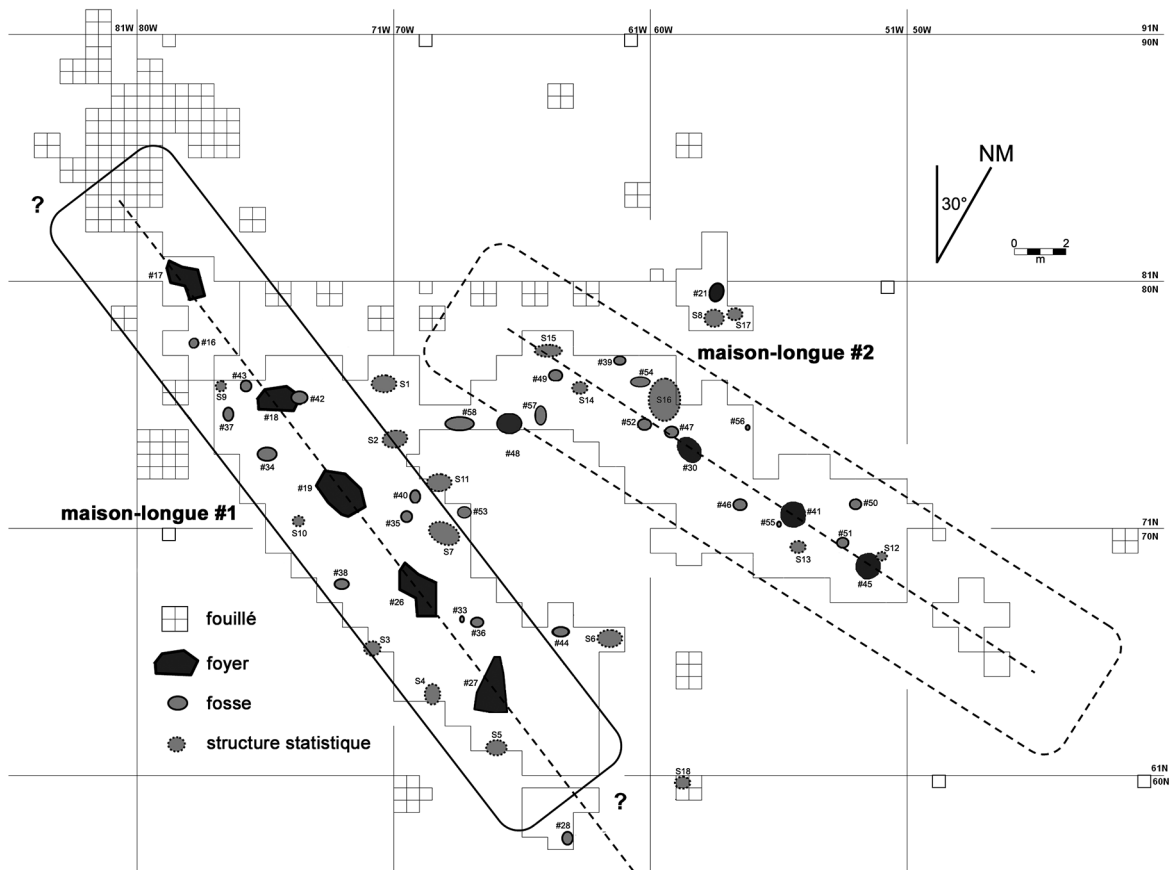 81W 80W
71W 70W
61W 60W
51W 50W
91N
90N
NM
30°
0 2
m
?
#17
81N
80N
#21
S8
S17
#16
S15
#39
maison-longue #2
#49
#54
S14
S16
S9
#43
S1
#42
#18
#37
#58
#57
#48
#52
#47
#56
S2
#30
#34
S11
#19
#40
#53
#35
maison-longue #1
S7
S10
#46
#41
#50
#55
71N
70N
#51
S13
S12
#45
#38
#26
#33
#36
#44
S6
fouillé
S3
foyer
S4
#27
fosse
S5
structure statistique
S18
61N
60N
?
#28